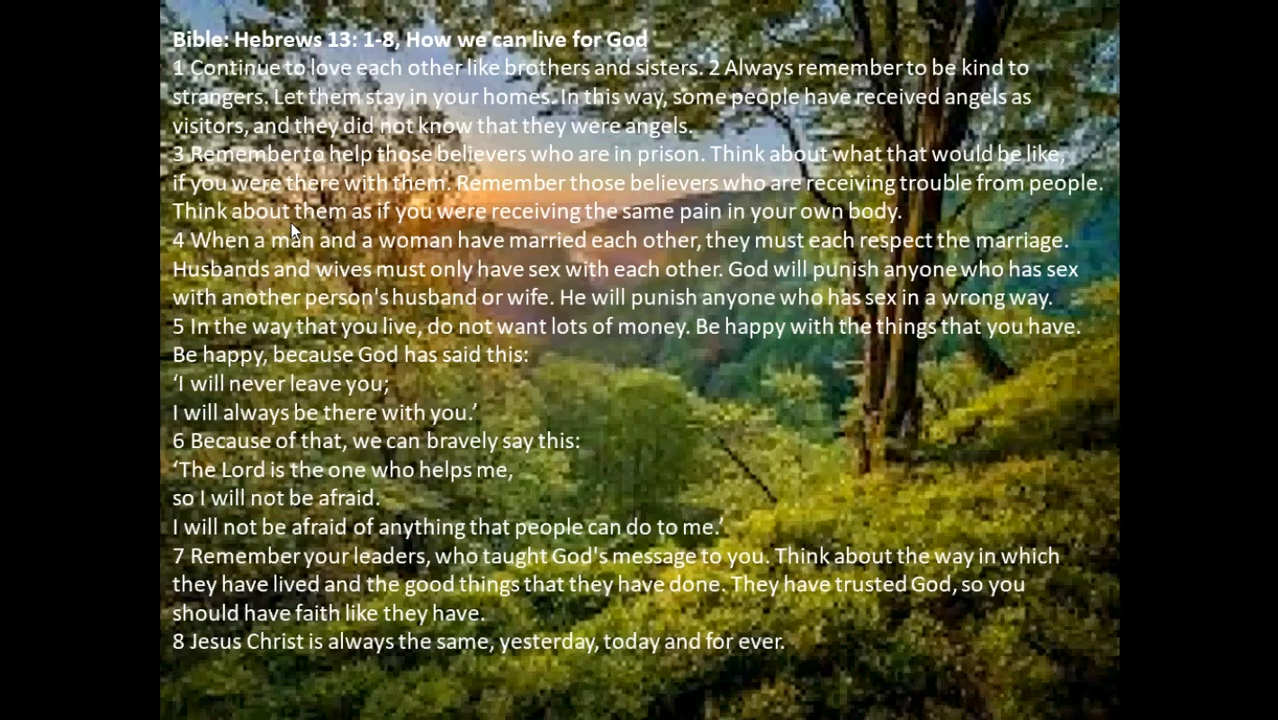 Bible: Hebrews 13: 1-8, How we can live for God
1 Continue to love each other like brothers and sisters. 2 Always remember to be kind to
strangers. Let them stay in your homes. In this way, some people have received angels as
visitors, and they did not know that they were angels.
3 Remember to help those believers who are in prison. Think about what that would be like,
if you were there with them. Remember those believers who are receiving trouble from people.
Think about them as if you were receiving the same pain in your own body.
4 When a man and a woman have married each other, they must each respect the marriage.
Husbands and wives must only have sex with each other. God will punish anyone who has sex
with another person's husband or wife. He will punish anyone who has sex in a wrong way.
5 In the way that you live, do not want lots of money. Be happy with the things that you have.
Be happy, because God has said this:
‘I will never leave you;
I will always be there with you.’
6 Because of that, we can bravely say this:
‘The Lord is the one who helps me,
so I will not be afraid.
I will not be afraid of anything that people can do to me.’
7 Remember your leaders, who taught God's message to you. Think about the way in which
they have lived and the good things that they have done. They have trusted God, so you
should have faith like they have.
8 Jesus Christ is always the same, yesterday, today and for ever.